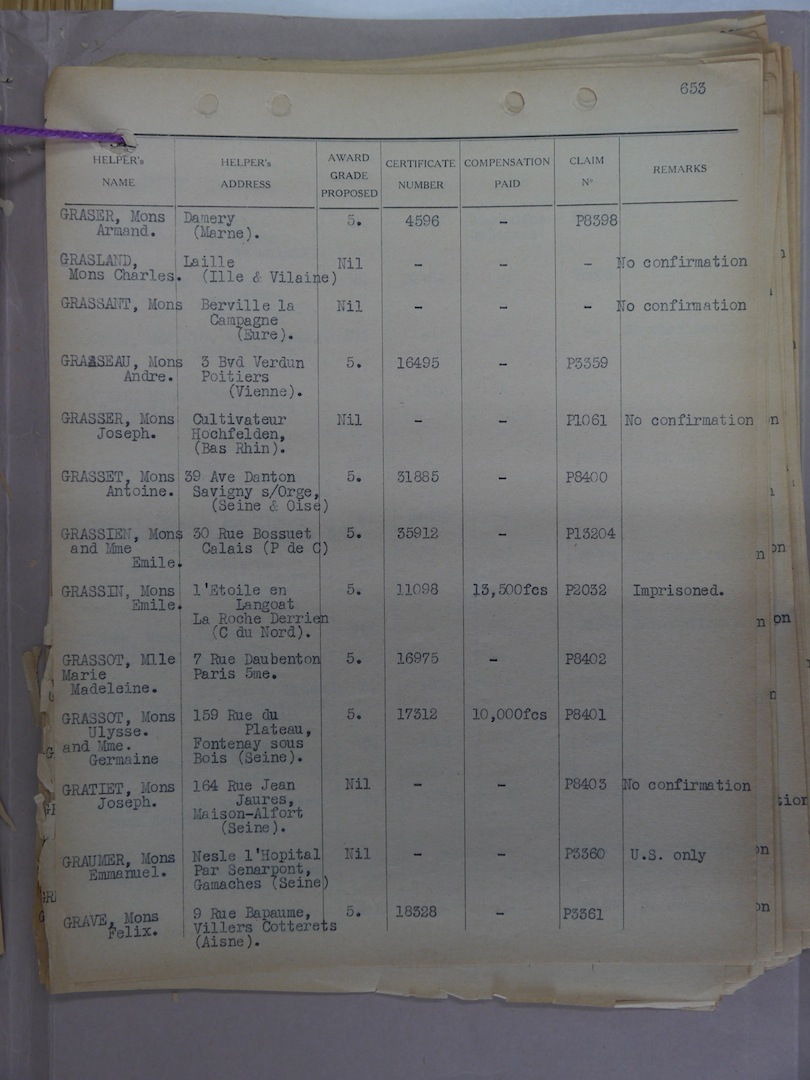 653
HELPER's NAME HELPER's ADDRESS AWARD GRADE PROPOSED CERTIFICATE NUMBER COMPENSATION PAID CLAIM Nº REMARKS
GRASER, Mons Damery 5. 4596 - P8398
Armand. (Marne).
GRASLAND, Laille Nil - - - No confirmation
Mons Charles. (Ille & Vilaine)
GRASSANT, Mons Berville la Nil - - - No confirmation
Campagne
(Eure).
GRASSEAU, Mons 3 Bvd Verdun 5. 16495 - P3359
Andre. Poitiers
(Vienne).
GRASSER, Mons Cultivateur Nil - - P1061 No confirmation
Joseph. Hochfelden,
(Bas Rhin).
GRASSET, Mons 39 Ave Danton 5. 31885 - P8400
Antoine. Savigny s/Orge,
(Seine & Oise)
GRASSIEN, Mons 30 Rue Bossuet 5. 35912 - P13204
and Mme Calais (P de C)
Emile.
GRASSIN, Mons l'Etoile en 5. 11098 13,500fcs P2032 Imprisoned.
Emile. Langoat
La Roche Derrien
(C du Nord).
GRASSOT, Mlle 7 Rue Daubenton 5. 16975 - P8402
Marie Paris 5me.
Madeleine.
GRASSOT, Mons 159 Rue du 5. 17312 10,000fcs P8401
Ulysse. Plateau,
and Mme. Fontenay sous
Germaine Bois (Seine).
GRATIET, Mons 164 Rue Jean Nil - - P8403 No confirmation
Joseph. Jaures,
Maison-Alfort
(Seine).
GRAUMER, Mons Nesle l'Hopital Nil - - P3360 U.S. only
Emmanuel. Par Senarpont,
Gamaches (Seine)
GRAVE, Mons 9 Rue Bapaume, 5. 18328 - P3361
Felix. Villers Cotterets
(Aisne).